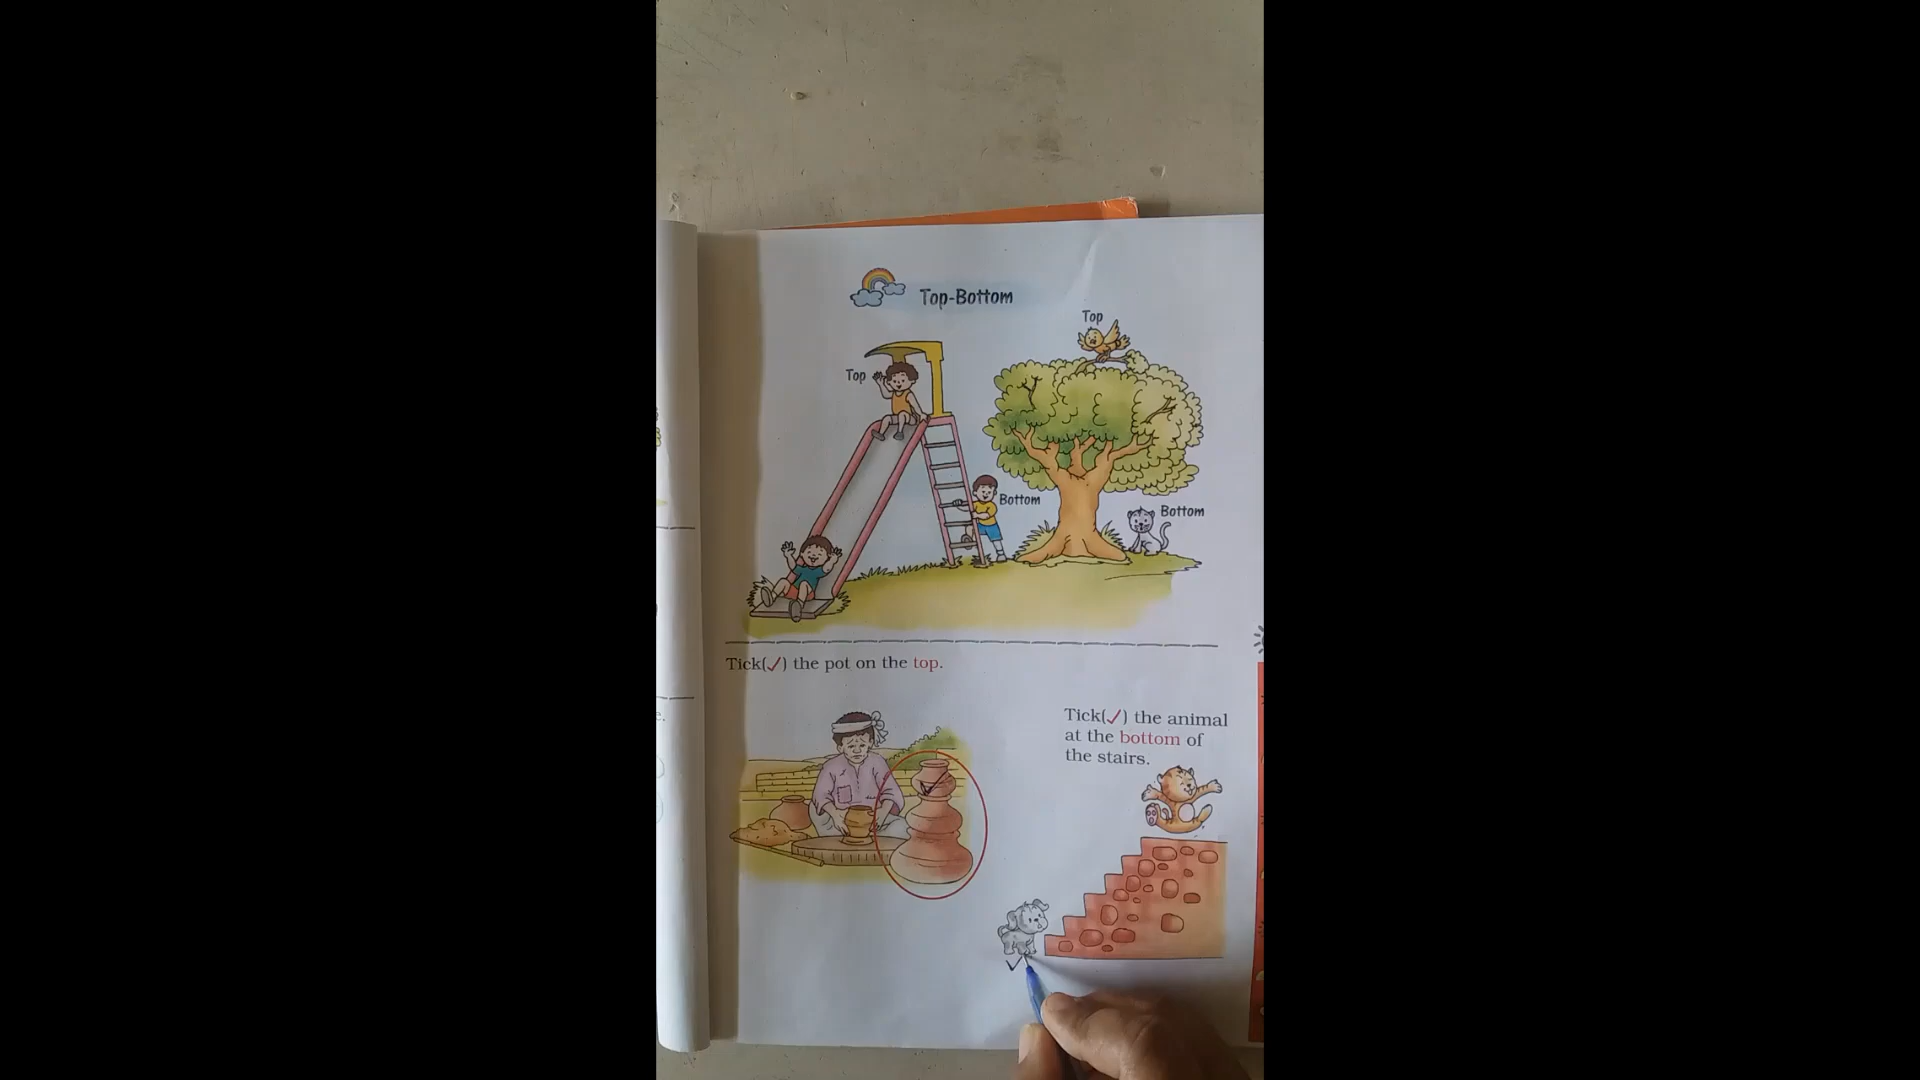 Top-Bottom
Top
Top
Bottom
Bottom
Tick(✓) the pot on the top.
Tick(✓) the animal
at the bottom of
the stairs.
e.